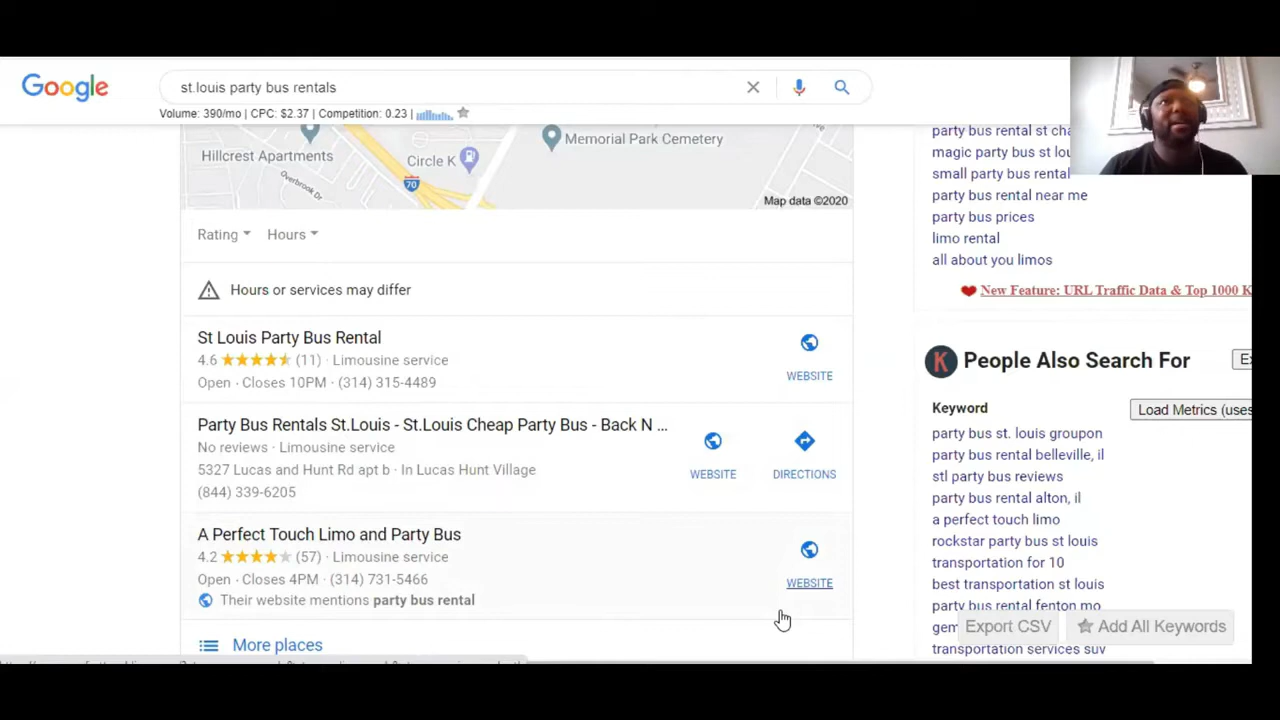 Google
st.louis party bus rentals
Volume: 390/mo | CPC: $2.37 | Competition: 0.23
Hillcrest Apartments
Circle K
Memorial Park Cemetery
Overbrook Dr
70
Map data ©2020
Rating
Hours
Hours or services may differ
St Louis Party Bus Rental
4.6 (11) · Limousine service
Open · Closes 10PM · (314) 315-4489
WEBSITE
Party Bus Rentals St.Louis - St.Louis Cheap Party Bus - Back N ...
No reviews · Limousine service
5327 Lucas and Hunt Rd apt b · In Lucas Hunt Village
(844) 339-6205
WEBSITE
DIRECTIONS
A Perfect Touch Limo and Party Bus
4.2 (57) · Limousine service
Open · Closes 4PM · (314) 731-5466
Their website mentions party bus rental
WEBSITE
More places
party bus rental st cha
magic party bus st lou
small party bus rental
party bus rental near me
party bus prices
limo rental
all about you limos
New Feature: URL Traffic Data & Top 1000 K
K
People Also Search For
Ex
Keyword
Load Metrics (uses
party bus st. louis groupon
party bus rental belleville, il
stl party bus reviews
party bus rental alton, il
a perfect touch limo
rockstar party bus st louis
transportation for 10
best transportation st louis
party bus rental fenton mo
gem
Export CSV
Add All Keywords
transportation services suv